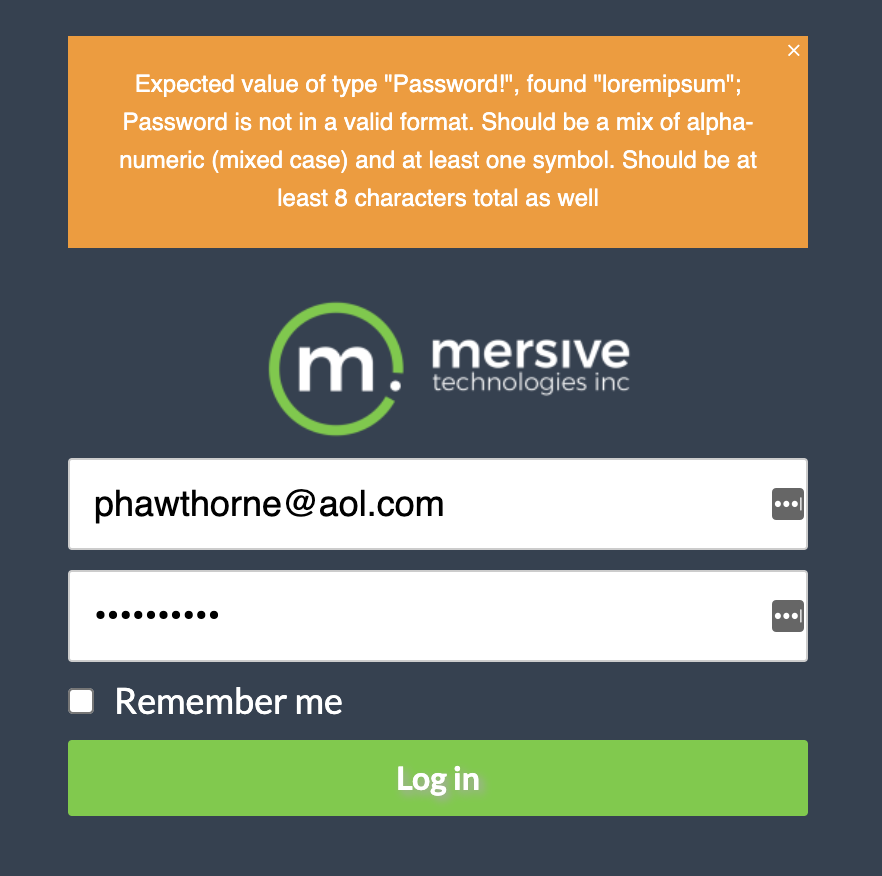 Expected value of type "Password!", found "loremipsum";
Password is not in a valid format. Should be a mix of alpha-
numeric (mixed case) and at least one symbol. Should be at
least 8 characters total as well
m.
mersive
technologies inc
phawthorne@aol.com
••••••••••
Remember me
Log in